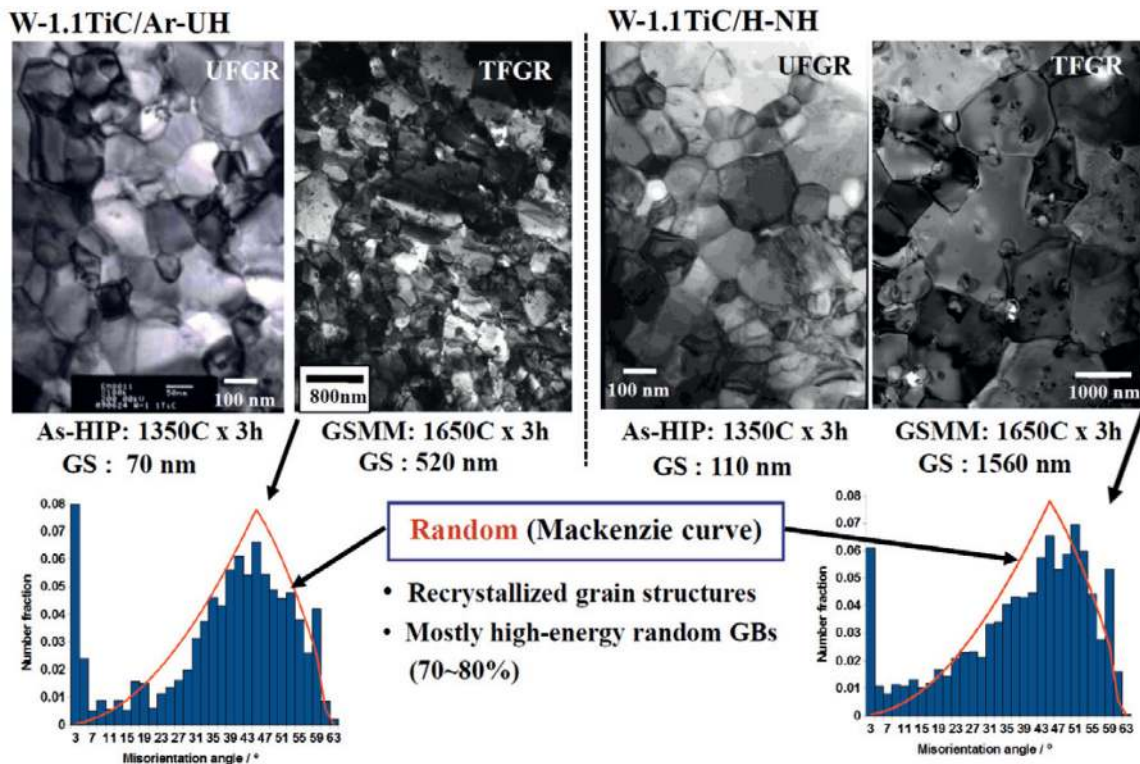 W-1.1TiC/Ar-UH
W-1.1TiC/H-NH
UFGR
TFGR
UFGR
TFGR
50nm
200.00kV
100 nm
800nm
100 nm
1000 nm
As-HIP: 1350C x 3h
GS : 70 nm
GSMM: 1650C x 3h
GS : 520 nm
As-HIP: 1350C x 3h
GS : 110 nm
GSMM: 1650C x 3h
GS : 1560 nm
0.08
0.07
0.06
0.05
0.04
0.03
0.02
0.01
0
Number fraction
3 7 11 15 19 23 27 31 35 39 43 47 51 55 59 63
Misorientation angle / °
Random (Mackenzie curve)
• Recrystallized grain structures
• Mostly high-energy random GBs
(70~80%)
0.08
0.07
0.06
0.05
0.04
0.03
0.02
0.01
0
Number fraction
3 7 11 15 19 23 27 31 35 39 43 47 51 55 59 63
Misorientation angle / °